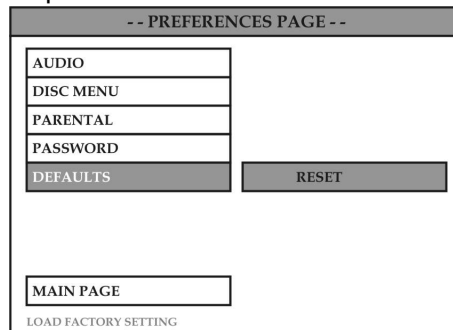 - - PREFERENCES PAGE - -
AUDIO
DISC MENU
PARENTAL
PASSWORD
DEFAULTS RESET
MAIN PAGE
LOAD FACTORY SETTING